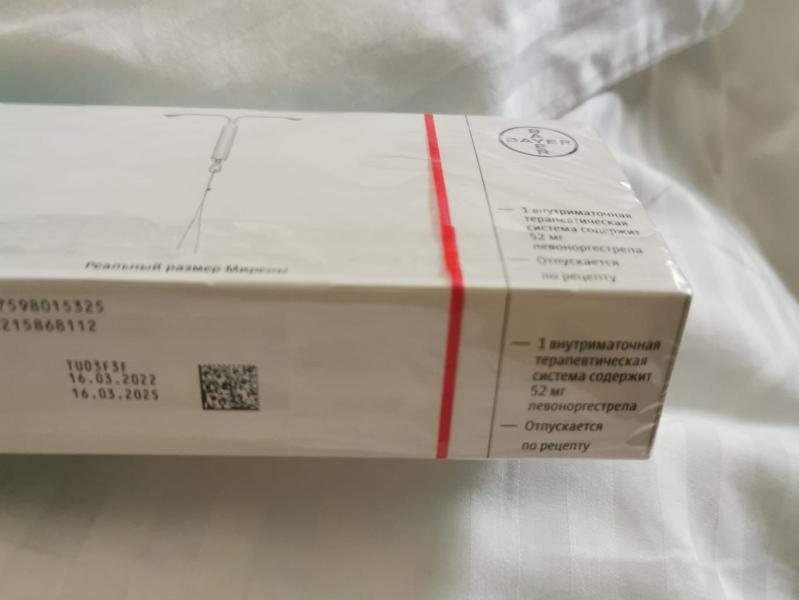 BAYER
BAYER
1 внутриматочная
терапевтическая
система содержит
52 мг
левоноргестрела
Отпускается
по рецепту
Реальный размер Мирены
7598015325
215868112
TU03F3F
16.03.2022
16.03.2025
— 1 внутриматочная
терапевтическая
система содержит
52 мг
левоноргестрела
— Отпускается
по рецепту